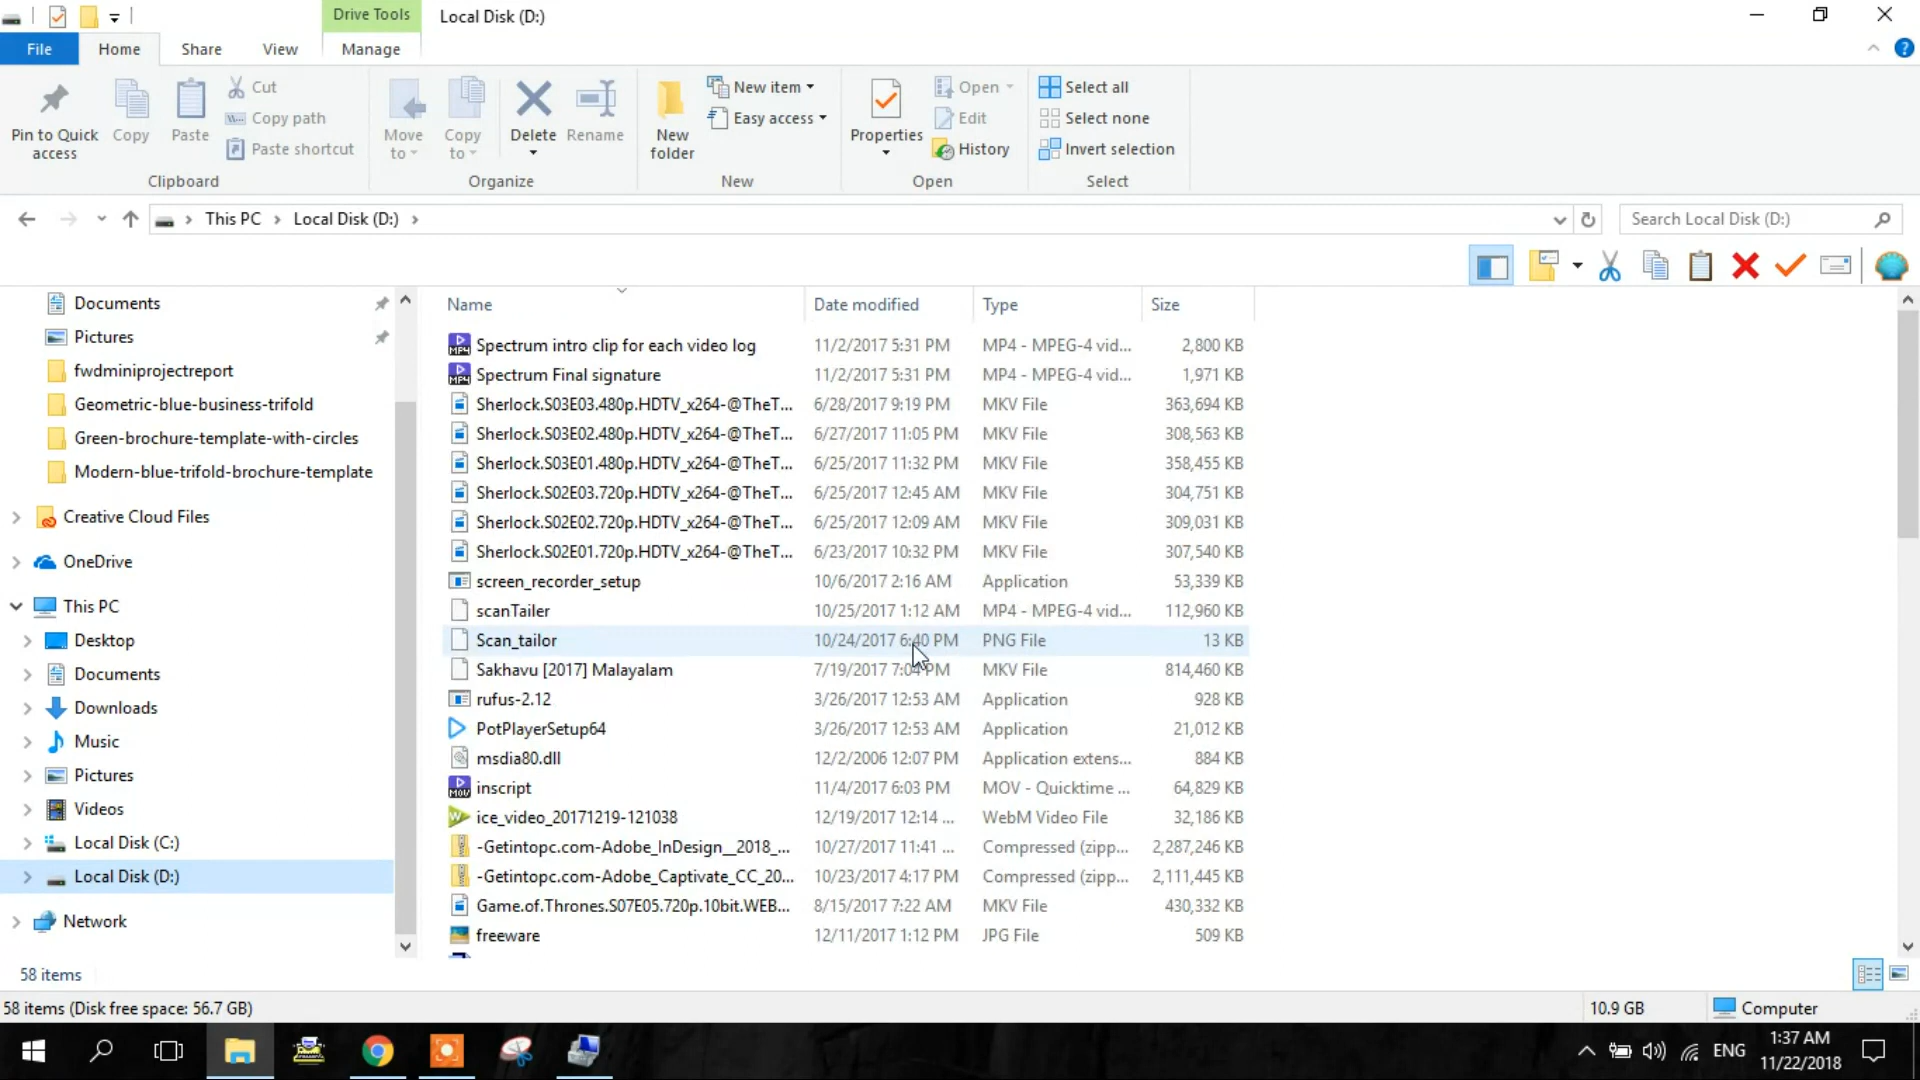 Drive Tools
Local Disk (D:)
File
Home
Share
View
Manage
Pin to Quick access
Copy
Paste
Cut
Copy path
Paste shortcut
Move to
Copy to
Delete
Rename
New folder
New item
Easy access
Properties
Open
Edit
History
Select all
Select none
Invert selection
Clipboard
Organize
New
Open
Select
This PC
Local Disk (D:)
Search Local Disk (D:)
Documents
Pictures
fwdminiprojectreport
Geometric-blue-business-trifold
Green-brochure-template-with-circles
Modern-blue-trifold-brochure-template
Creative Cloud Files
OneDrive
This PC
Desktop
Documents
Downloads
Music
Pictures
Videos
Local Disk (C:)
Local Disk (D:)
Network
Name Date modified Type Size
Spectrum intro clip for each video log 11/2/2017 5:31 PM MP4 - MPEG-4 vid... 2,800 KB
Spectrum Final signature 11/2/2017 5:31 PM MP4 - MPEG-4 vid... 1,971 KB
Sherlock.S03E03.480p.HDTV_x264-@TheT... 6/28/2017 9:19 PM MKV File 363,694 KB
Sherlock.S03E02.480p.HDTV_x264-@TheT... 6/27/2017 11:05 PM MKV File 308,563 KB
Sherlock.S03E01.480p.HDTV_x264-@TheT... 6/25/2017 11:32 PM MKV File 358,455 KB
Sherlock.S02E03.720p.HDTV_x264-@TheT... 6/25/2017 12:45 AM MKV File 304,751 KB
Sherlock.S02E02.720p.HDTV_x264-@TheT... 6/25/2017 12:09 AM MKV File 309,031 KB
Sherlock.S02E01.720p.HDTV_x264-@TheT... 6/23/2017 10:32 PM MKV File 307,540 KB
screen_recorder_setup 10/6/2017 2:16 AM Application 53,339 KB
scanTailer 10/25/2017 1:12 AM MP4 - MPEG-4 vid... 112,960 KB
Scan_tailor 10/24/2017 6:40 PM PNG File 13 KB
Sakhavu [2017] Malayalam 7/19/2017 7:04 PM MKV File 814,460 KB
rufus-2.12 3/26/2017 12:53 AM Application 928 KB
PotPlayerSetup64 3/26/2017 12:53 AM Application 21,012 KB
msdia80.dll 12/2/2006 12:07 PM Application extens... 884 KB
inscript 11/4/2017 6:03 PM MOV - Quicktime ... 64,829 KB
ice_video_20171219-121038 12/19/2017 12:14 ... WebM Video File 32,186 KB
-Getintopc.com-Adobe_InDesign__2018_... 10/27/2017 11:41 ... Compressed (zipp... 2,287,246 KB
-Getintopc.com-Adobe_Captivate_CC_20... 10/23/2017 4:17 PM Compressed (zipp... 2,111,445 KB
Game.of.Thrones.S07E05.720p.10bit.WEB... 8/15/2017 7:22 AM MKV File 430,332 KB
freeware 12/11/2017 1:12 PM JPG File 509 KB
58 items
58 items (Disk free space: 56.7 GB)
10.9 GB
Computer
ENG
1:37 AM
11/22/2018